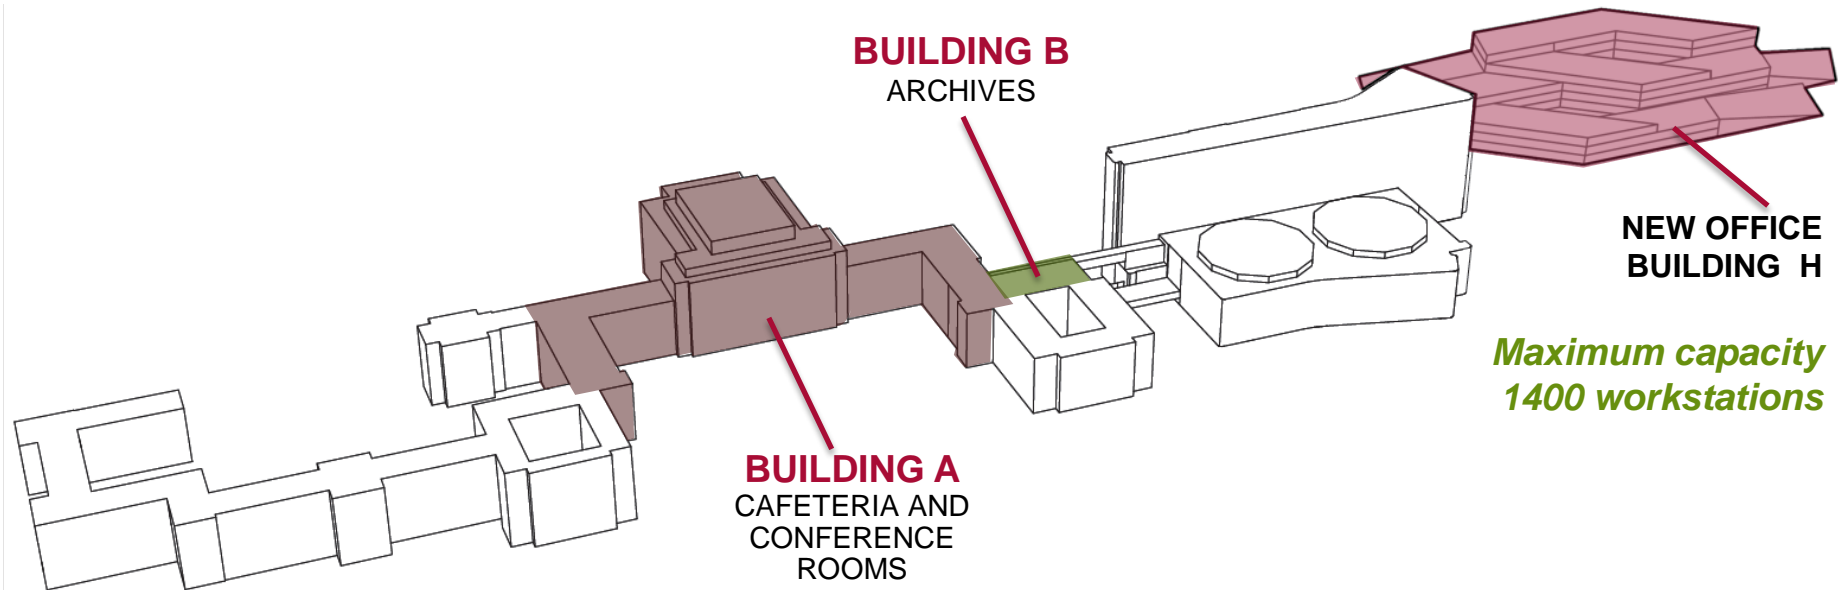 BUILDING B
ARCHIVES
NEW OFFICE
BUILDING H
Maximum capacity
1400 workstations
BUILDING A
CAFETERIA AND
CONFERENCE
ROOMS